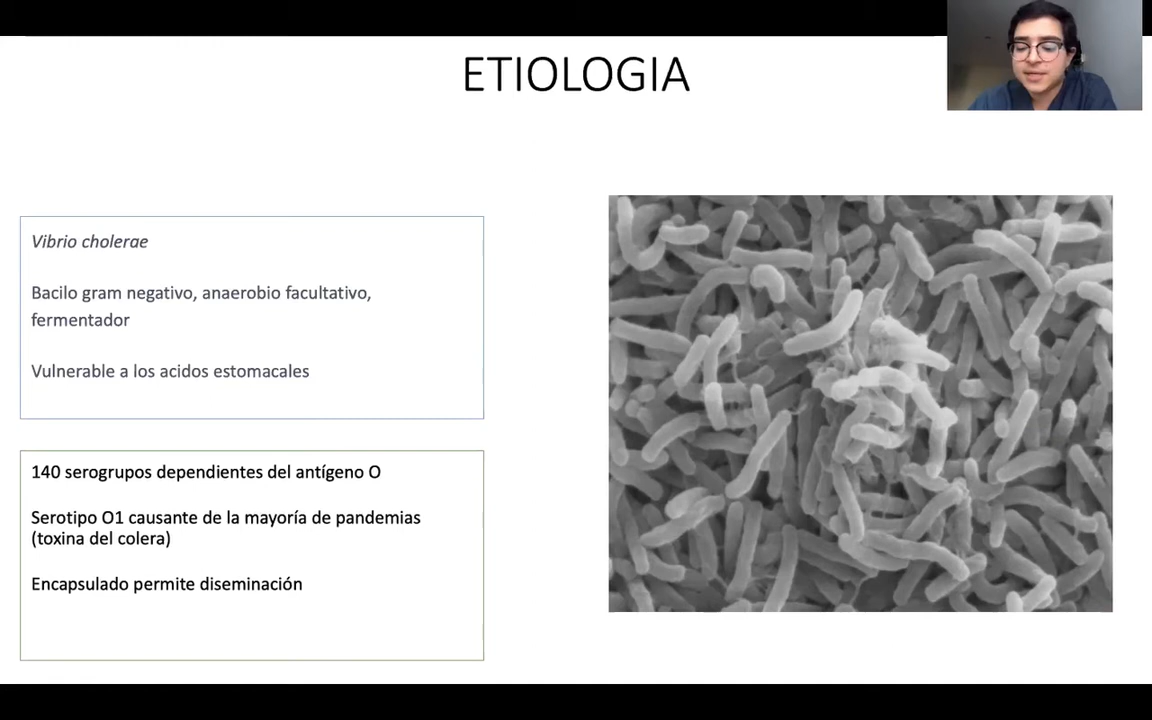 ETIOLOGIA
Vibrio cholerae
Bacilo gram negativo, anaerobio facultativo,
fermentador
Vulnerable a los acidos estomacales
140 serogrupos dependientes del antígeno O
Serotipo O1 causante de la mayoría de pandemias
(toxina del colera)
Encapsulado permite diseminación